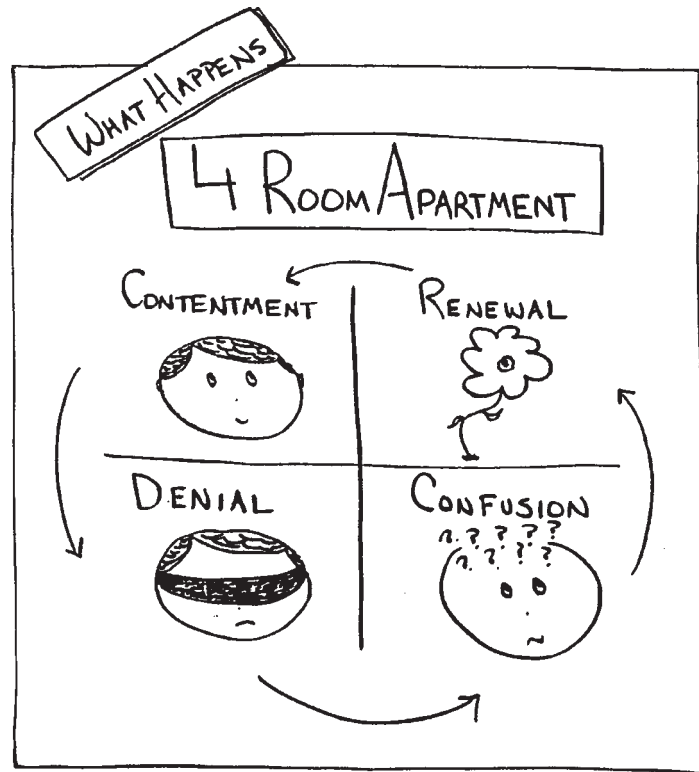 WHAT HAPPENS
4 ROOM APARTMENT
CONTENTMENT
RENEWAL
DENIAL
CONFUSION
? ? ? ? ?
? ? ? ?